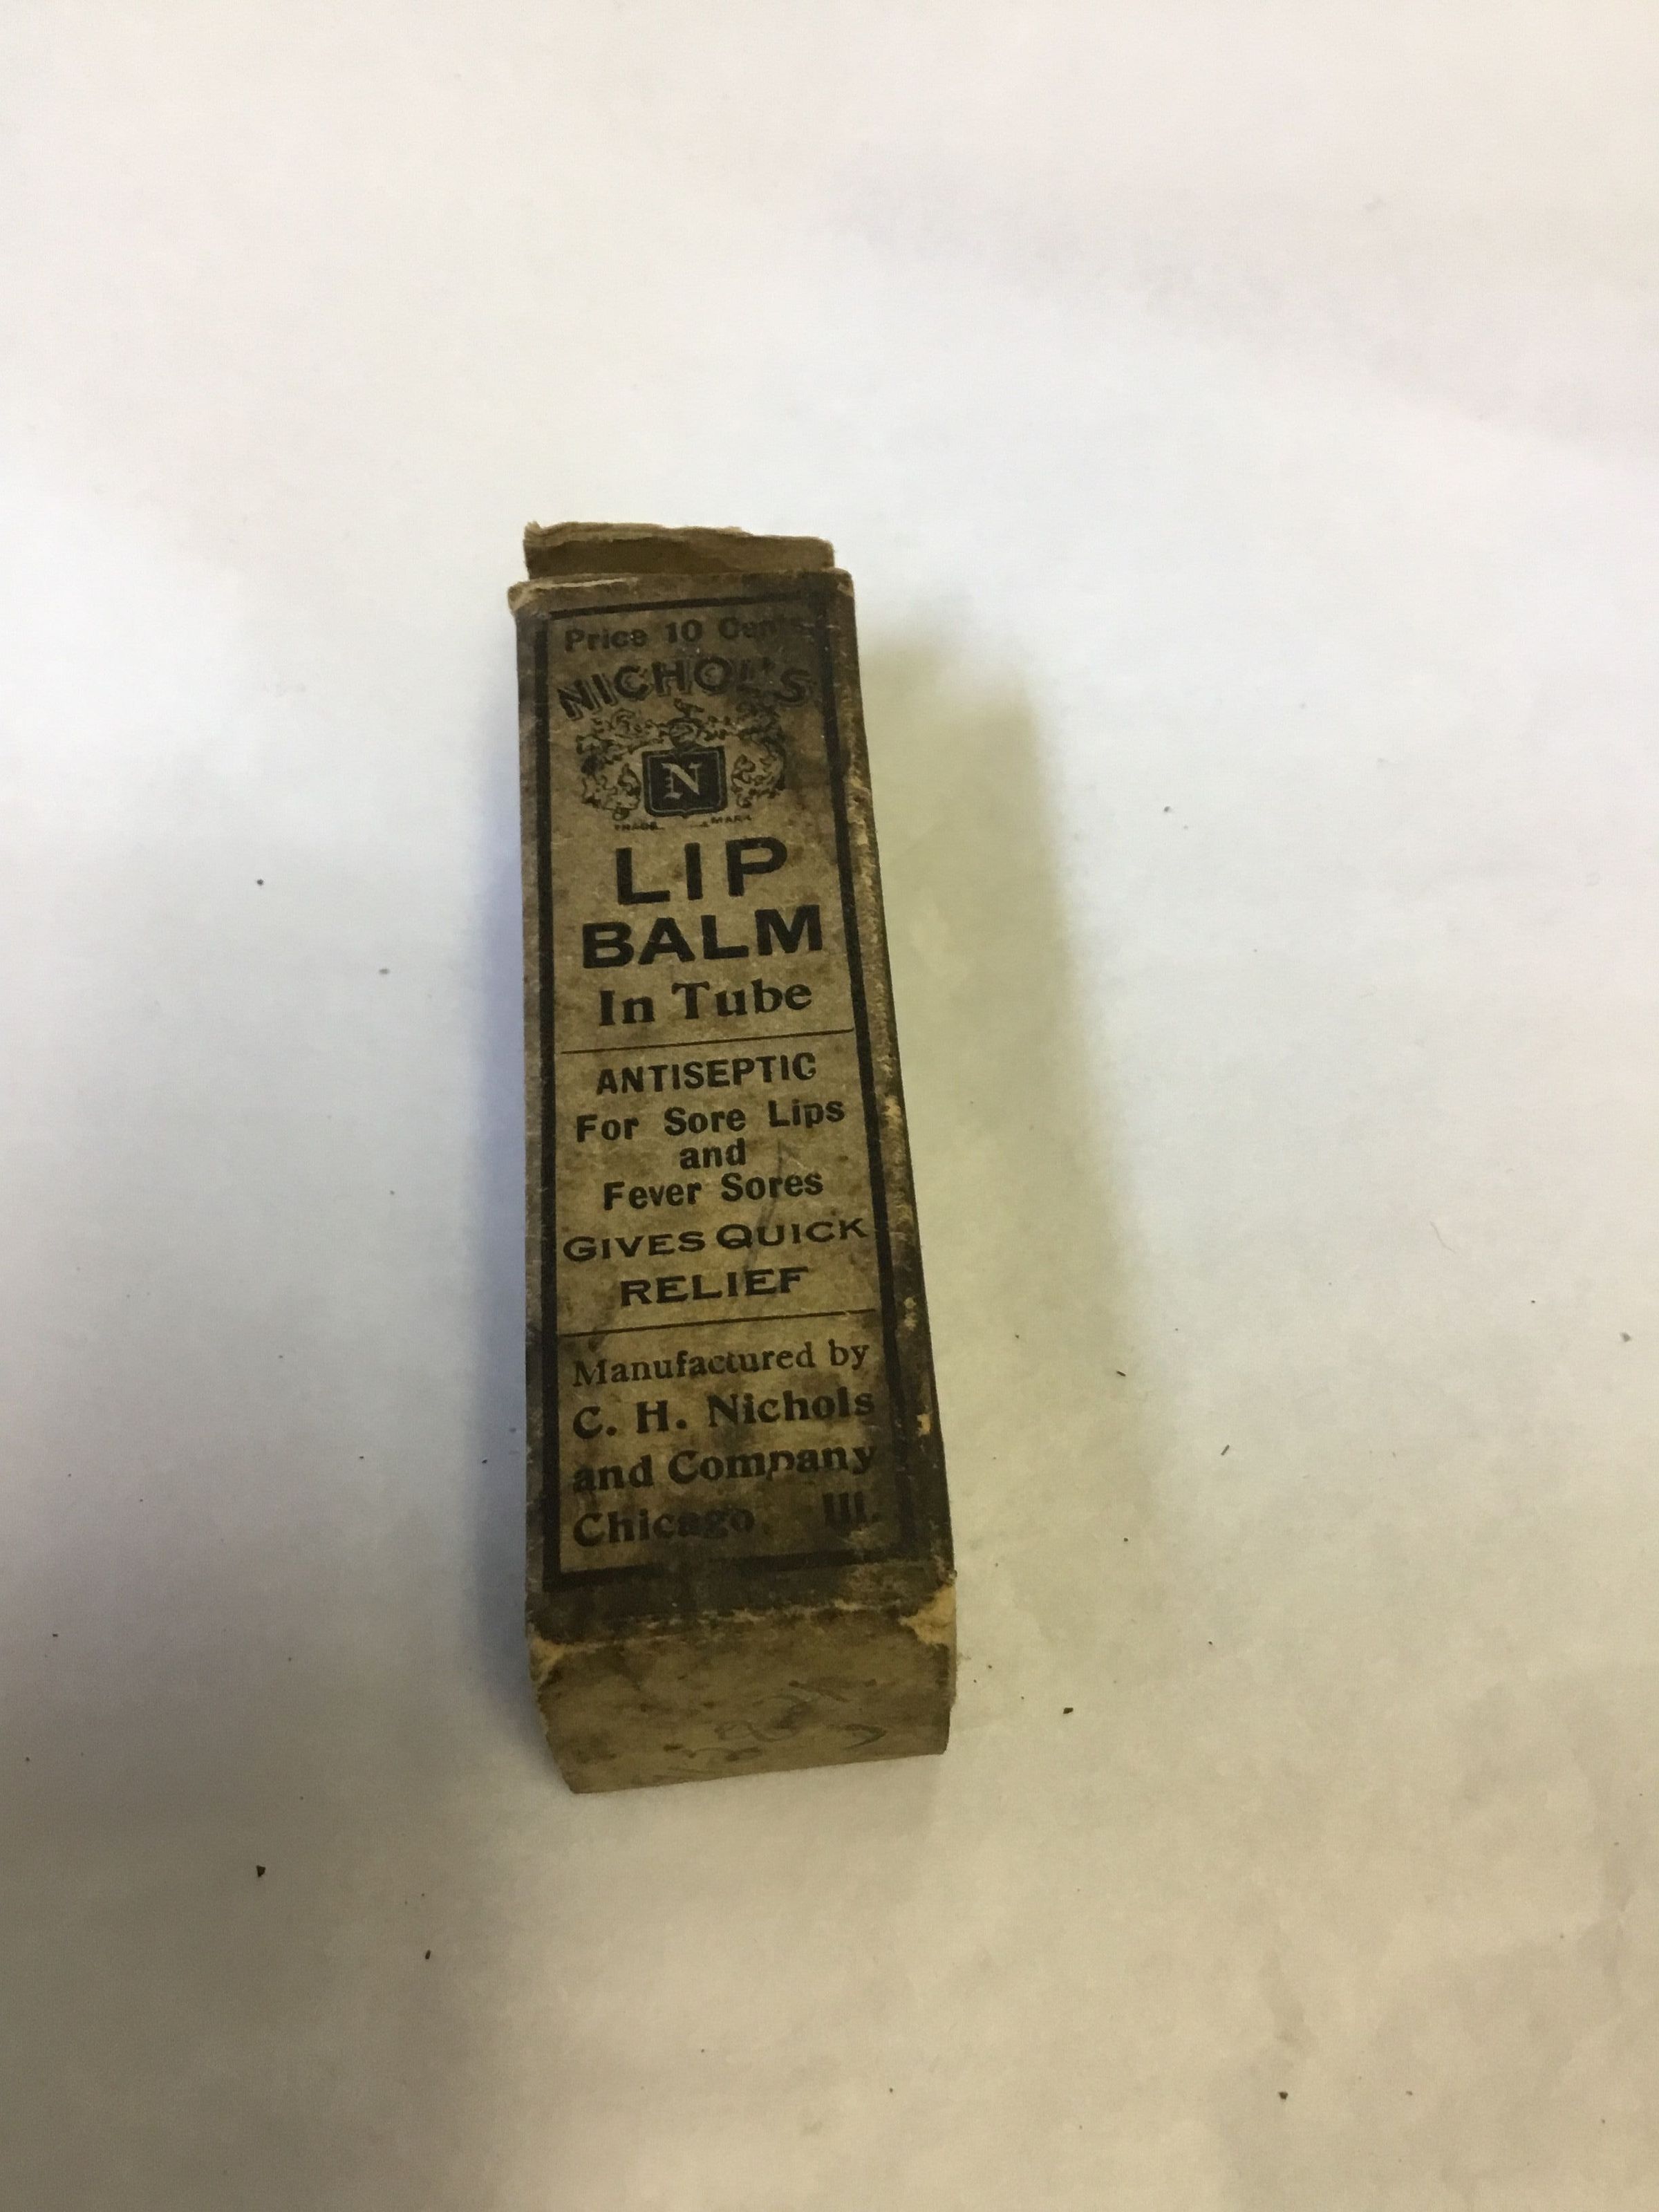 Price 10 Cents
NICHOL'S
N
TRADE MARK
LIP
BALM
In Tube
ANTISEPTIC
For Sore Lips
and
Fever Sores
GIVES QUICK
RELIEF
Manufactured by
C. H. Nichols
and Company
Chicago, Ill.